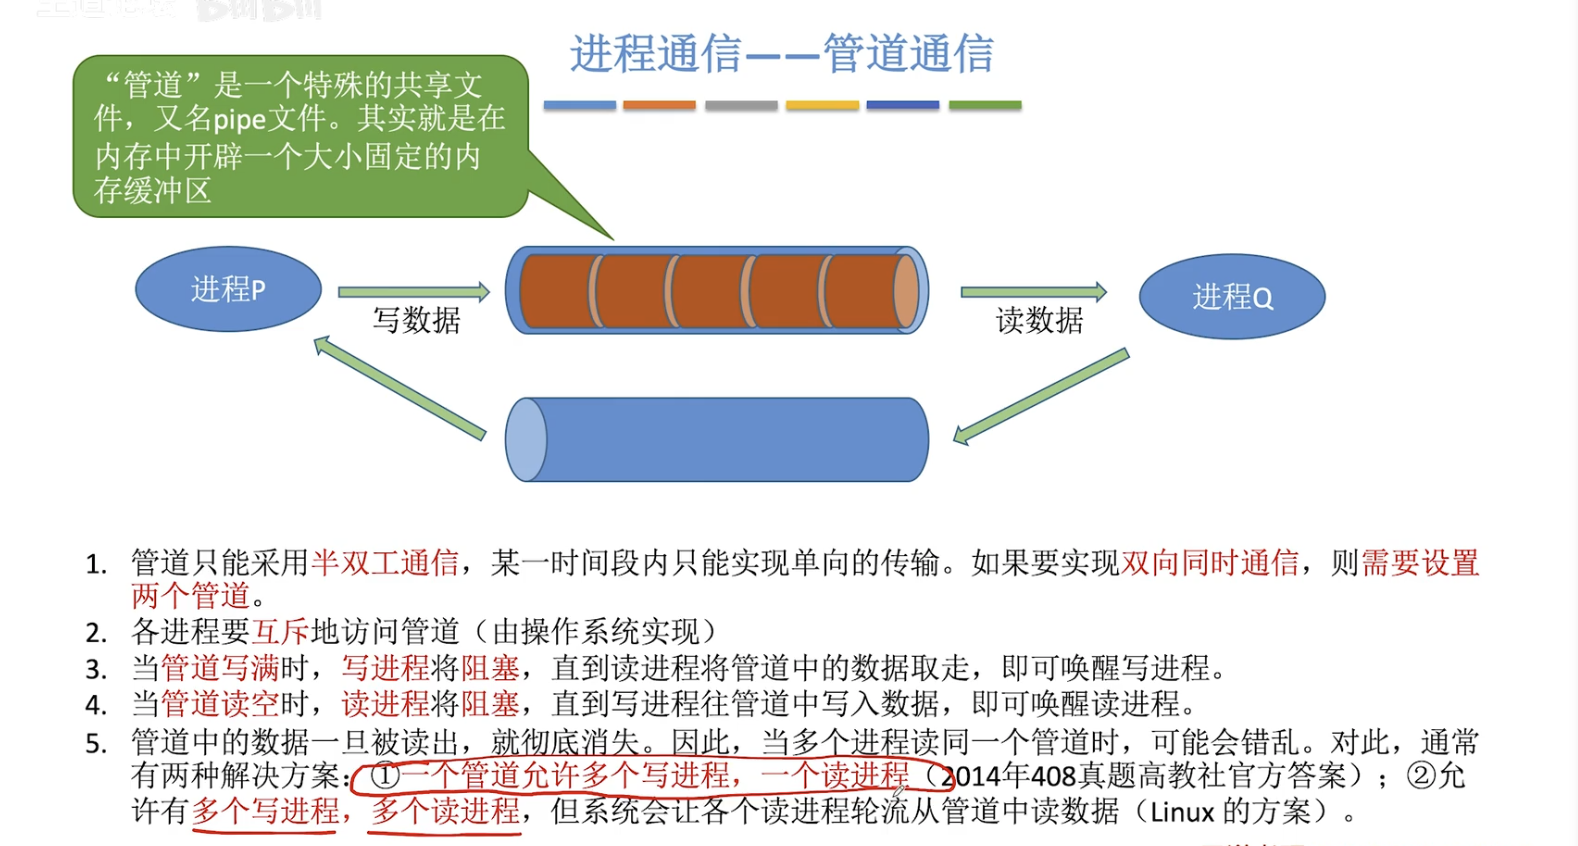 进程通信——管道通信
“管道”是一个特殊的共享文
件，又名pipe文件。其实就是在
内存中开辟一个大小固定的内
存缓冲区
进程P
写数据
读数据
进程Q
1. 管道只能采用半双工通信，某一时间段内只能实现单向的传输。如果要实现双向同时通信，则需要设置
两个管道。
2. 各进程要互斥地访问管道（由操作系统实现）
3. 当管道写满时，写进程将阻塞，直到读进程将管道中的数据取走，即可唤醒写进程。
4. 当管道读空时，读进程将阻塞，直到写进程往管道中写入数据，即可唤醒读进程。
5. 管道中的数据一旦被读出，就彻底消失。因此，当多个进程读同一个管道时，可能会错乱。对此，通常
有两种解决方案：①一个管道允许多个写进程，一个读进程（2014年408真题高教社官方答案）；②允
许有多个写进程，多个读进程，但系统会让各个读进程轮流从管道中读数据（Linux 的方案）。